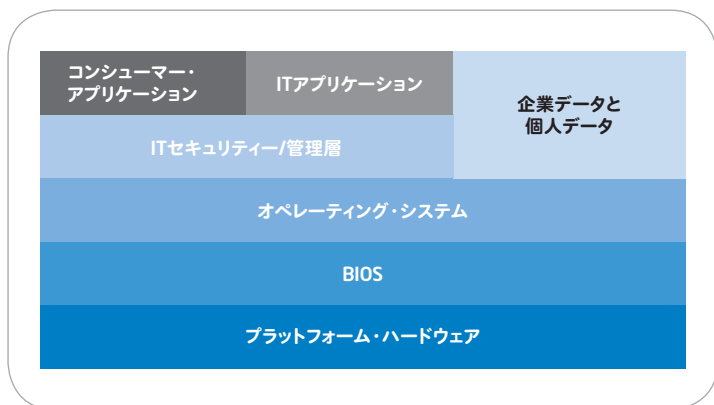 コンシューマー・
アプリケーション
ITアプリケーション
企業データと
個人データ
ITセキュリティー/管理層
オペレーティング・システム
BIOS
プラットフォーム・ハードウェア